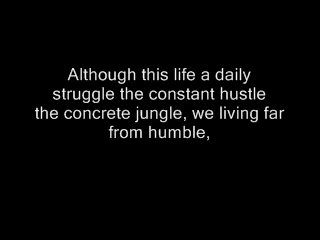 Although this life a daily
struggle the constant hustle
the concrete jungle, we living far
from humble,